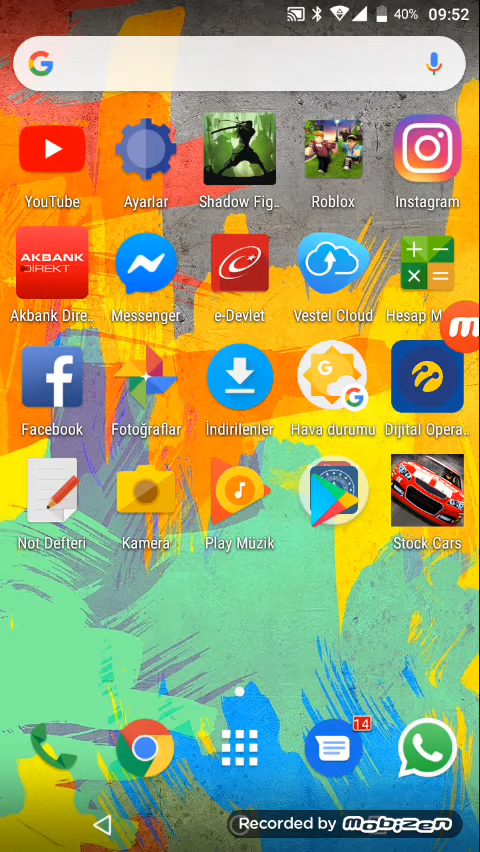 40% 09:52
YouTube
Ayarlar
Shadow Fig..
Roblox
Instagram
AKBANK
DİREKT
Akbank Dire..
Messenger
e-Devlet
Vestel Cloud
Hesap M
Facebook
Fotoğraflar
İndirilenler
Hava durumu
Dijital Opera..
Not Defteri
Kamera
Play Müzik
Stock Cars
14
Recorded by mobizen